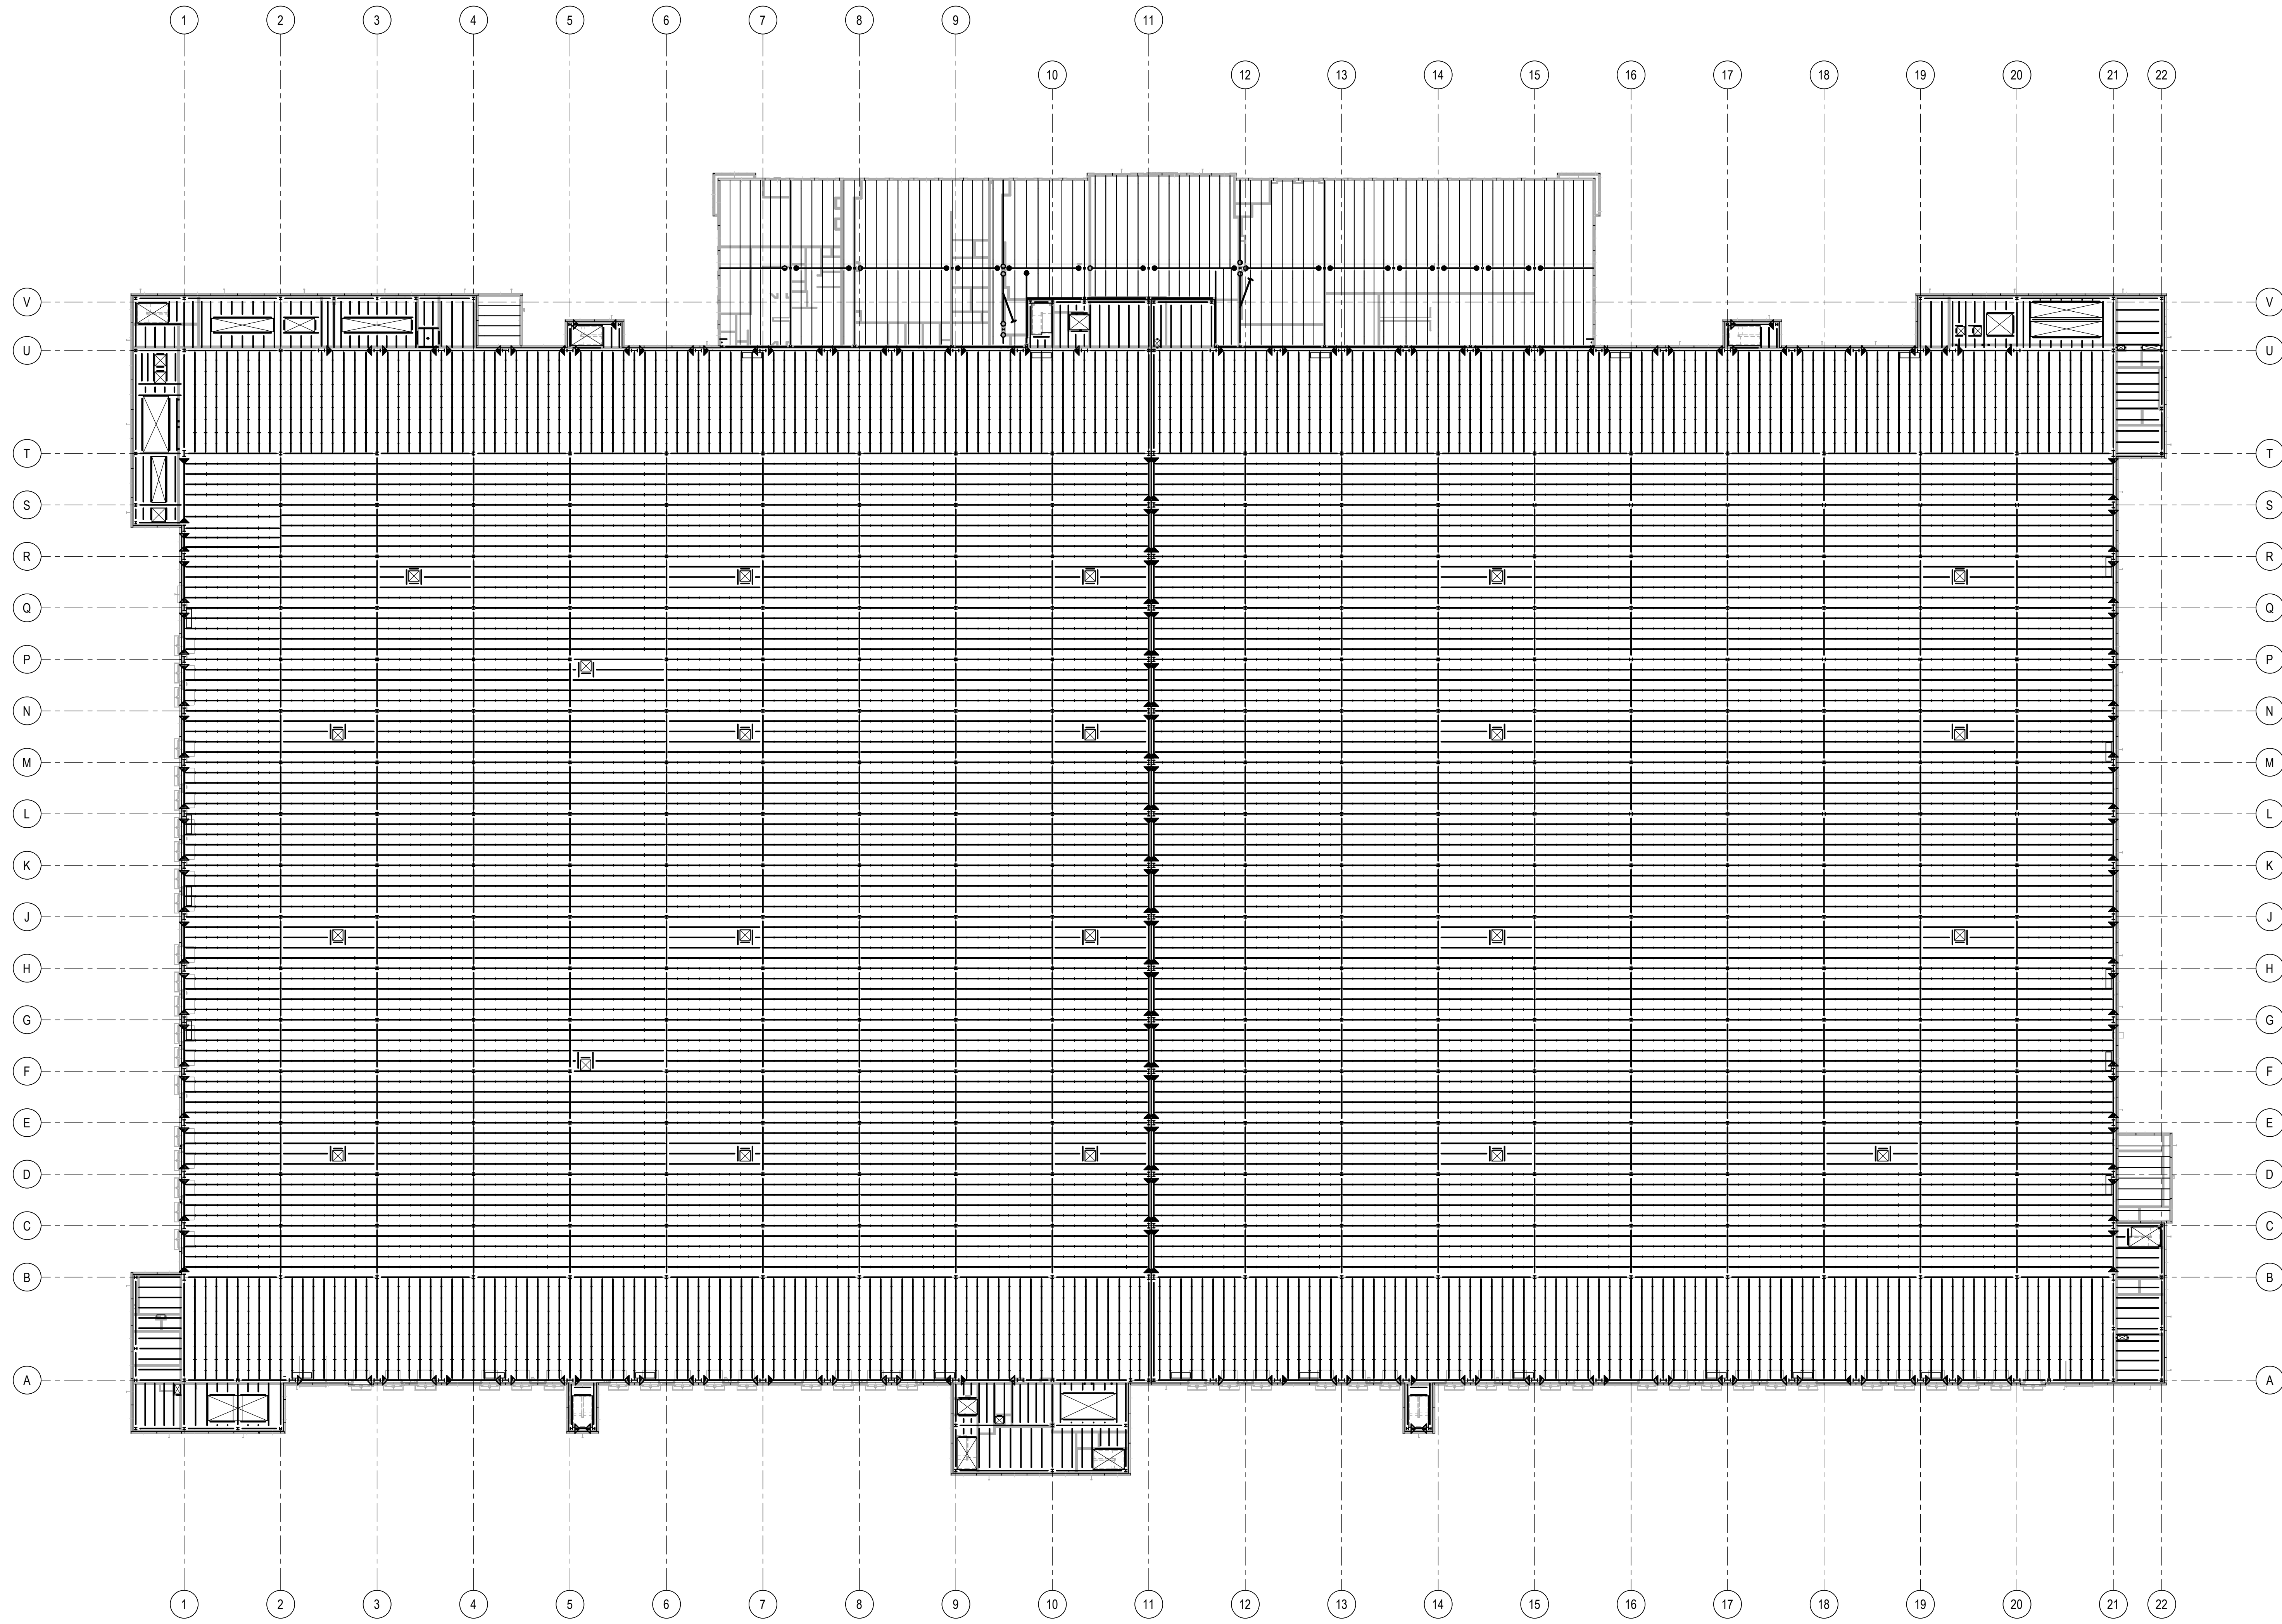 1 2 3 4 5 6 7 8 9 11
10 12 13 14 15 16 17 18 19 20 21 22
V V
U U
T T
S S
R R
Q Q
P P
N N
M M
L L
K K
J J
H H
G G
F F
E E
D D
C C
B B
A A
1 2 3 4 5 6 7 8 9 10 11 12 13 14 15 16 17 18 19 20 21 22